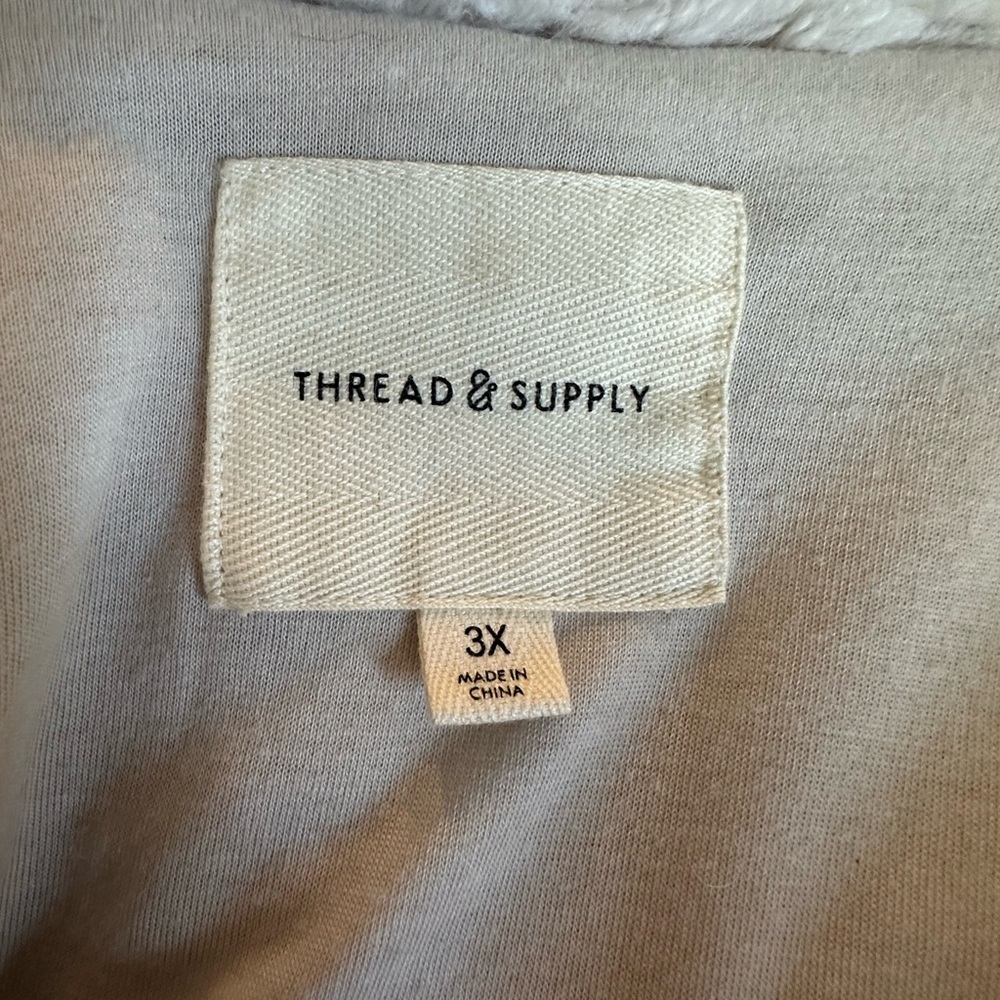 THREAD & SUPPLY
3X
MADE IN
CHINA